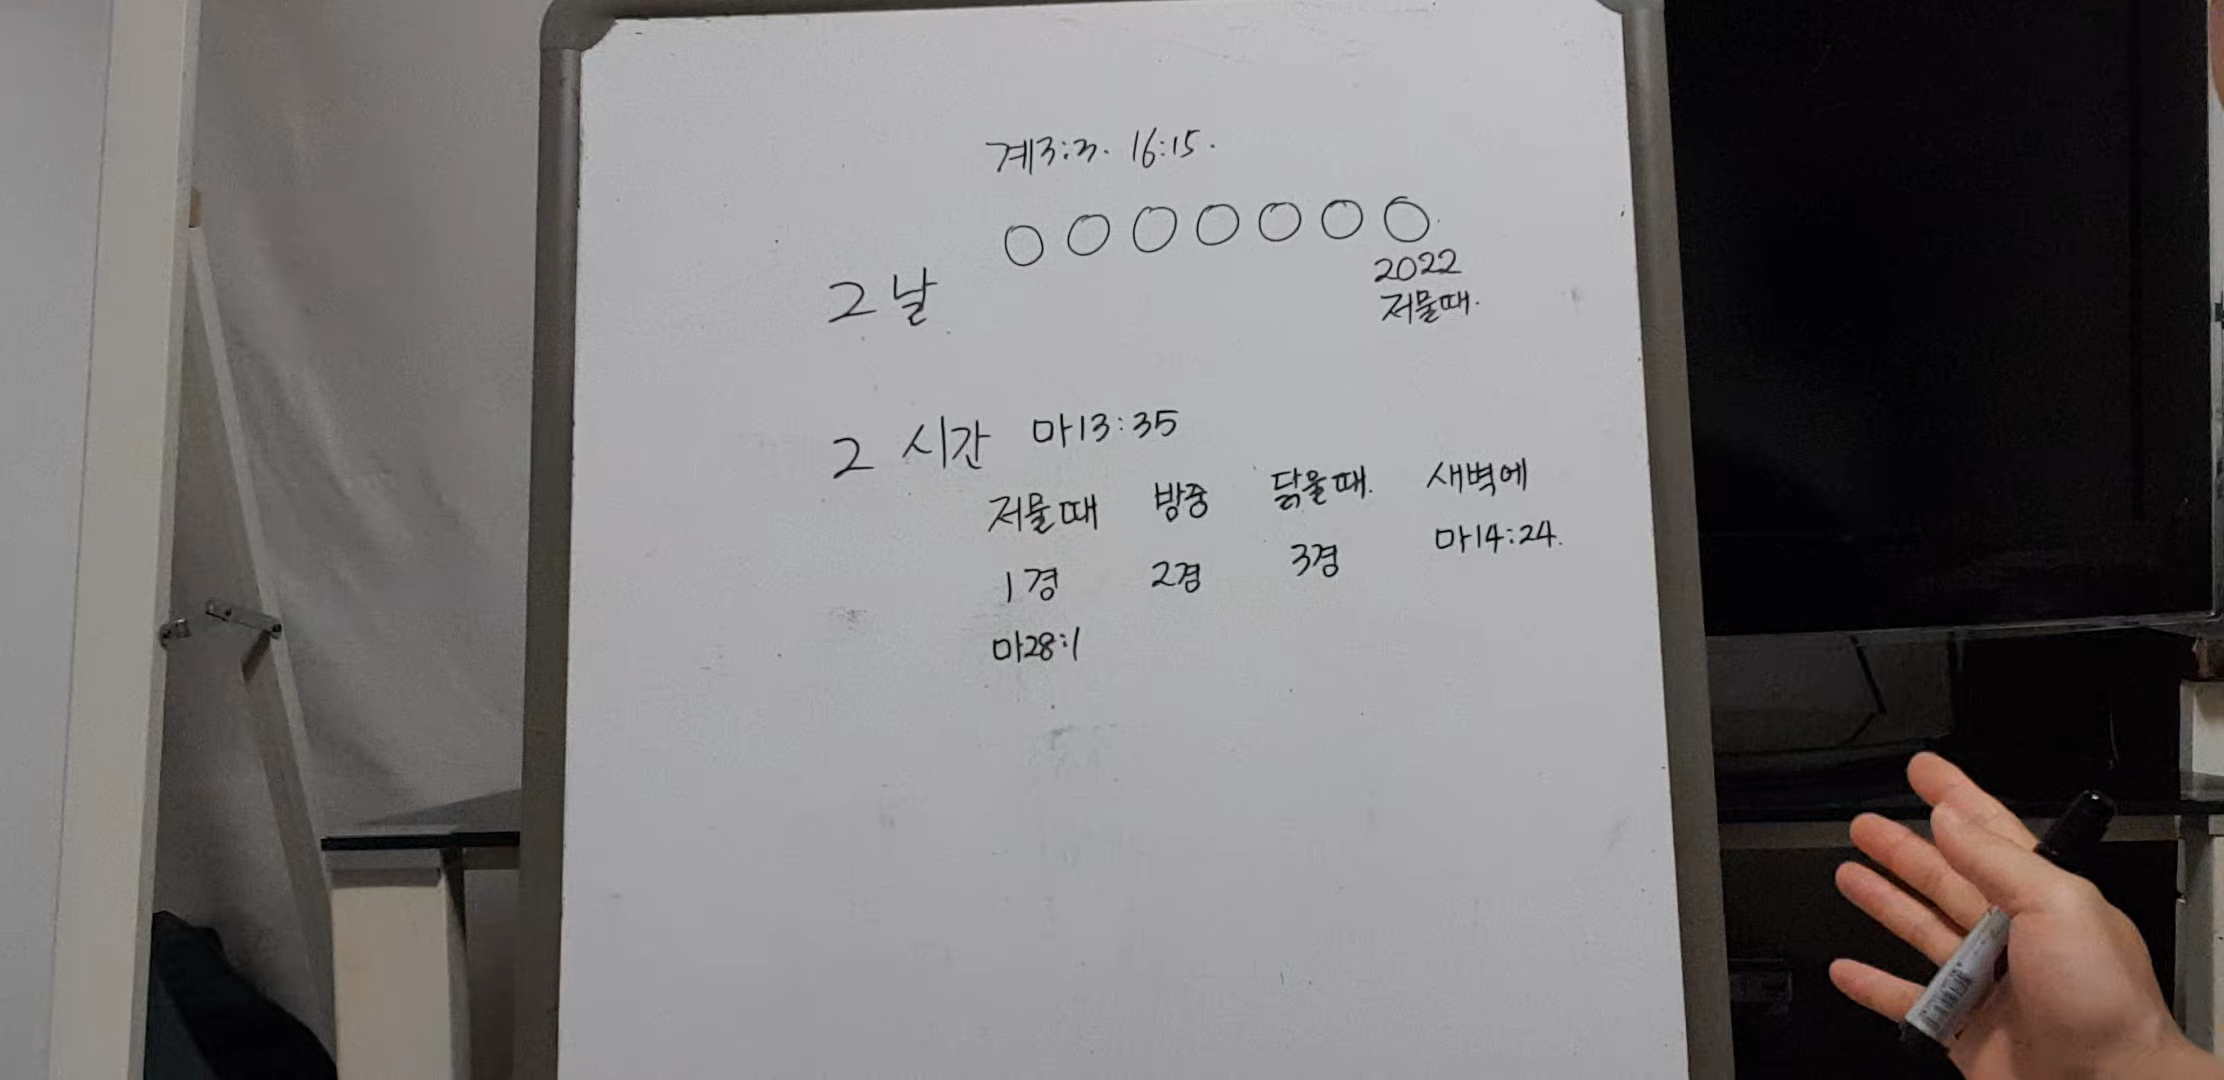 계3:3. 16:15.
○ ○ ○ ○ ○ ○ ○
2022
저물때.
그날
그 시간 마13:35
저물때 밤중 닭울때. 새벽에
1경 2경 3경 마14:24.
마28:1